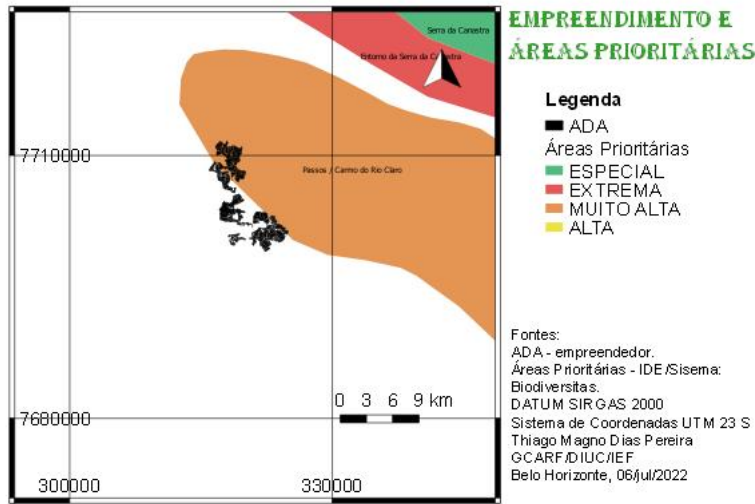 EMPREENDIMENTO E
ÁREAS PRIORITÁRIAS
Serra da Canastra
Entorno da Serra da Canastra
Passos / Carmo do Rio Claro
7710000
7680000
300000
330000
0 3 6 9 km
Legenda
ADA
Áreas Prioritárias
ESPECIAL
EXTREMA
MUITO ALTA
ALTA
Fontes:
ADA - empreendedor.
Áreas Prioritárias - IDE/Sisema:
Biodiversitas.
DATUM SIRGAS 2000
Sistema de Coordenadas UTM 23 S
Thiago Magno Dias Pereira
GCARF/DIUC/IEF
Belo Horizonte, 06/jul/2022